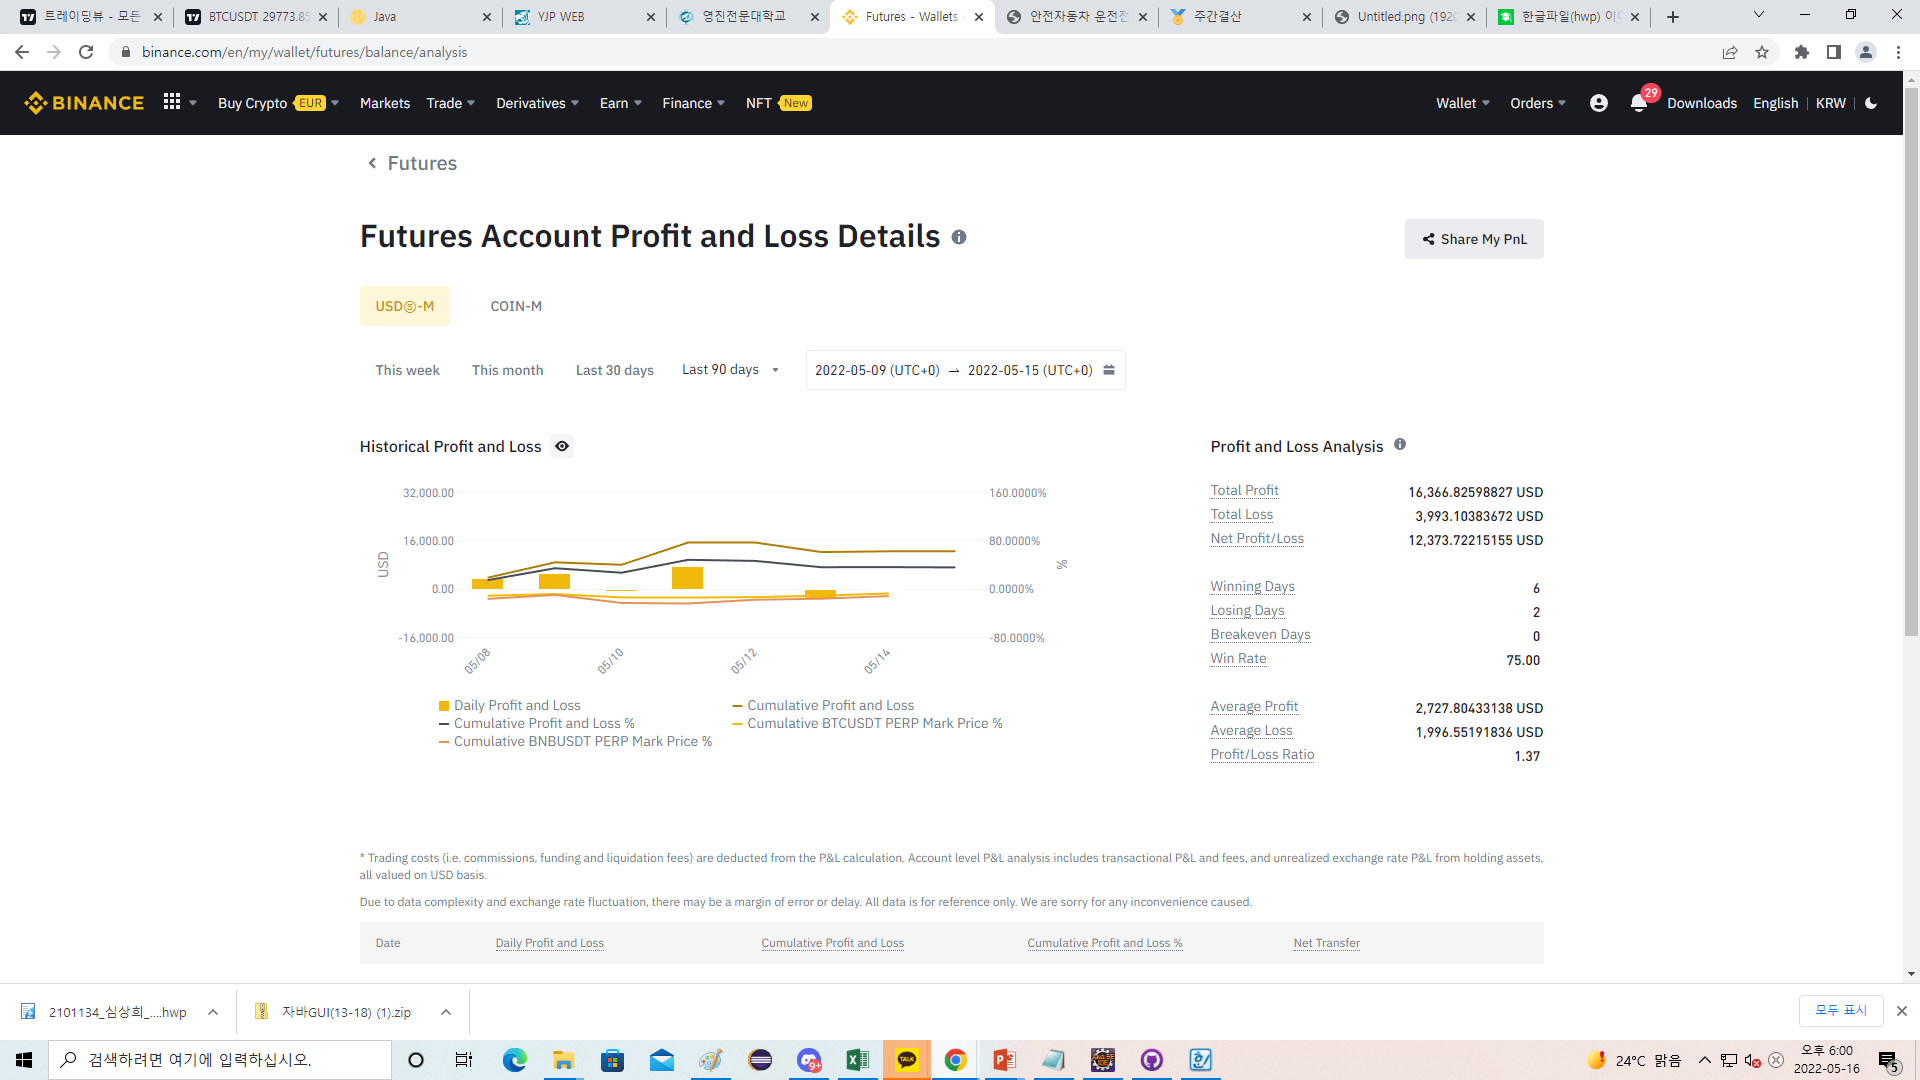 트레이딩뷰 - 모든
BTCUSDT 29773.85
Java
YJP WEB
영진전문대학교
Futures - Wallets -
안전자동차 운전전
주간결산
Untitled.png (1920
한글파일(hwp) 이
binance.com/en/my/wallet/futures/balance/analysis
BINANCE
Buy Crypto EUR
Markets
Trade
Derivatives
Earn
Finance
NFT New
Wallet
Orders
29
Downloads
English
KRW
Futures
Futures Account Profit and Loss Details
Share My PnL
USDⓢ-M
COIN-M
This week
This month
Last 30 days
Last 90 days
2022-05-09 (UTC+0) → 2022-05-15 (UTC+0)
Historical Profit and Loss
32,000.00
16,000.00
0.00
-16,000.00
USD
160.0000%
80.0000%
0.0000%
-80.0000%
%
05/08
05/10
05/12
05/14
Daily Profit and Loss
Cumulative Profit and Loss
Cumulative Profit and Loss %
Cumulative BTCUSDT PERP Mark Price %
Cumulative BNBUSDT PERP Mark Price %
Profit and Loss Analysis
Total Profit 16,366.82598827 USD
Total Loss 3,993.10383672 USD
Net Profit/Loss 12,373.72215155 USD
Winning Days 6
Losing Days 2
Breakeven Days 0
Win Rate 75.00
Average Profit 2,727.80433138 USD
Average Loss 1,996.55191836 USD
Profit/Loss Ratio 1.37
* Trading costs (i.e. commissions, funding and liquidation fees) are deducted from the P&L calculation. Account level P&L analysis includes transactional P&L and fees, and unrealized exchange rate P&L from holding assets,
all valued on USD basis.
Due to data complexity and exchange rate fluctuation, there may be a margin of error or delay. All data is for reference only. We are sorry for any inconvenience caused.
Date
Daily Profit and Loss
Cumulative Profit and Loss
Cumulative Profit and Loss %
Net Transfer
2101134_심상희_....hwp
자바GUI(13-18) (1).zip
모두 표시
검색하려면 여기에 입력하십시오.
9+
TALK
24°C 맑음
오후 6:00
2022-05-16
5